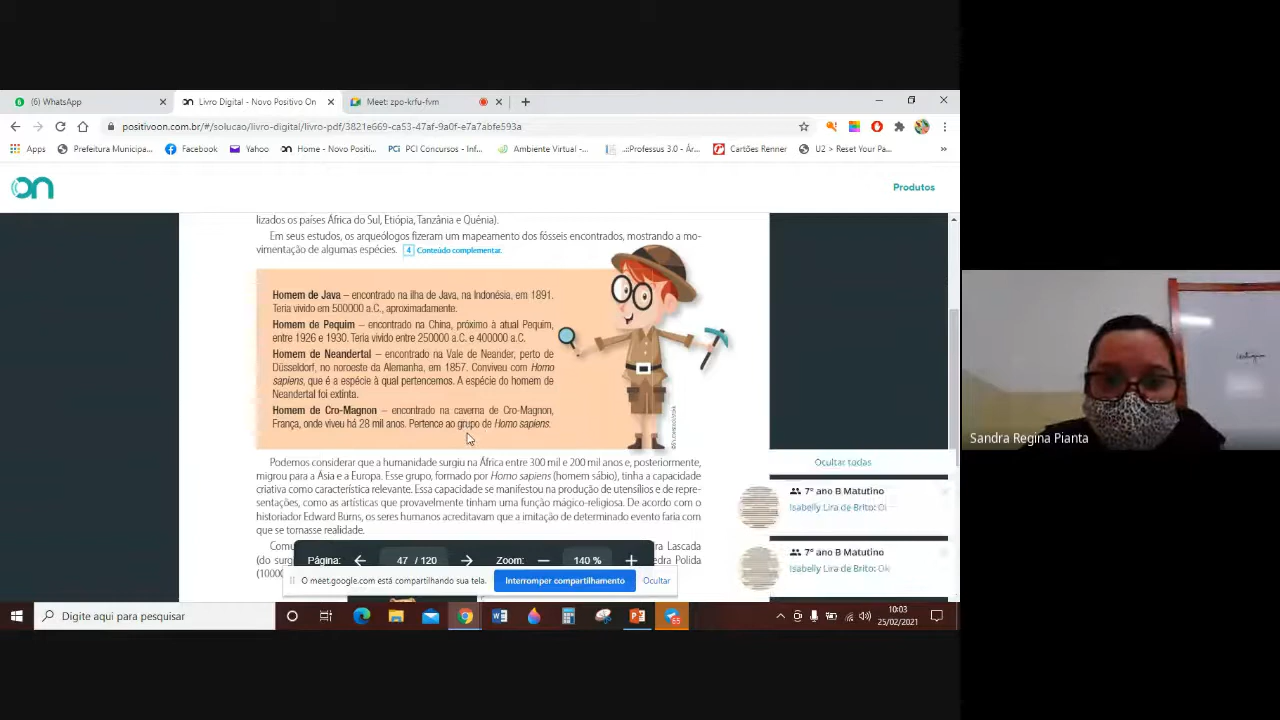 (6) WhatsApp
Livro Digital - Novo Positivo On
Meet: zpo-krfu-fvm
positivoon.com.br/#/solucao/livro-digital/livro-pdf/3821e669-ca53-47af-9a0f-e7a7abfe593a
Apps
Prefeitura Municipa...
Facebook
Yahoo
Home - Novo Positi...
PCi PCI Concursos - Inf...
Ambiente Virtual -...
.::Professus 3.0 - Ár...
Cartões Renner
U2 > Reset Your Pa...
»
on
Produtos
lizados os países África do Sul, Etiópia, Tanzânia e Quênia).
Em seus estudos, os arqueólogos fizeram um mapeamento dos fósseis encontrados, mostrando a mo-
vimentação de algumas espécies. 4 Conteúdo complementar.
Homem de Java – encontrado na ilha de Java, na Indonésia, em 1891.
Teria vivido em 500000 a.C., aproximadamente.
Homem de Pequim – encontrado na China, próximo à atual Pequim,
entre 1926 e 1930. Teria vivido entre 250000 a.C. e 400000 a.C.
Homem de Neandertal – encontrado na Vale de Neander, perto de
Düsseldorf, no noroeste da Alemanha, em 1857. Conviveu com Homo
sapiens, que é a espécie à qual pertencemos. A espécie do homem de
Neandertal foi extinta.
Homem de Cro-Magnon – encontrado na caverna de Cro-Magnon,
França, onde viveu há 28 mil anos. Pertence ao grupo de Homo sapiens.
Podemos considerar que a humanidade surgiu na África entre 300 mil e 200 mil anos e, posteriormente,
migrou para a Ásia e a Europa. Esse grupo, formado por Homo sapiens (homem sábio), tinha a capacidade
criativa como característica relevante. Essa capacidade se manifestou na produção de utensílios e de repre-
sentações, como as artísticas que provavelmente tinham uma função mágico-religiosa. De acordo com o
historiador Edward Burns, os seres humanos acreditavam que a imitação de determinado evento faria com
que se tornasse realidade.
Lascada
(do
Polida
Página:
47 / 120
Zoom:
140 %
O meet.google.com está compartilhando sua tela.
Interromper compartilhamento
Ocultar
Ocultar todas
7º ano B Matutino
Isabelly Lira de Brito: Oi
7º ano B Matutino
Isabelly Lira de Brito: Ok
Sandra Regina Pianta
Digite aqui para pesquisar
65
10:03
25/02/2021